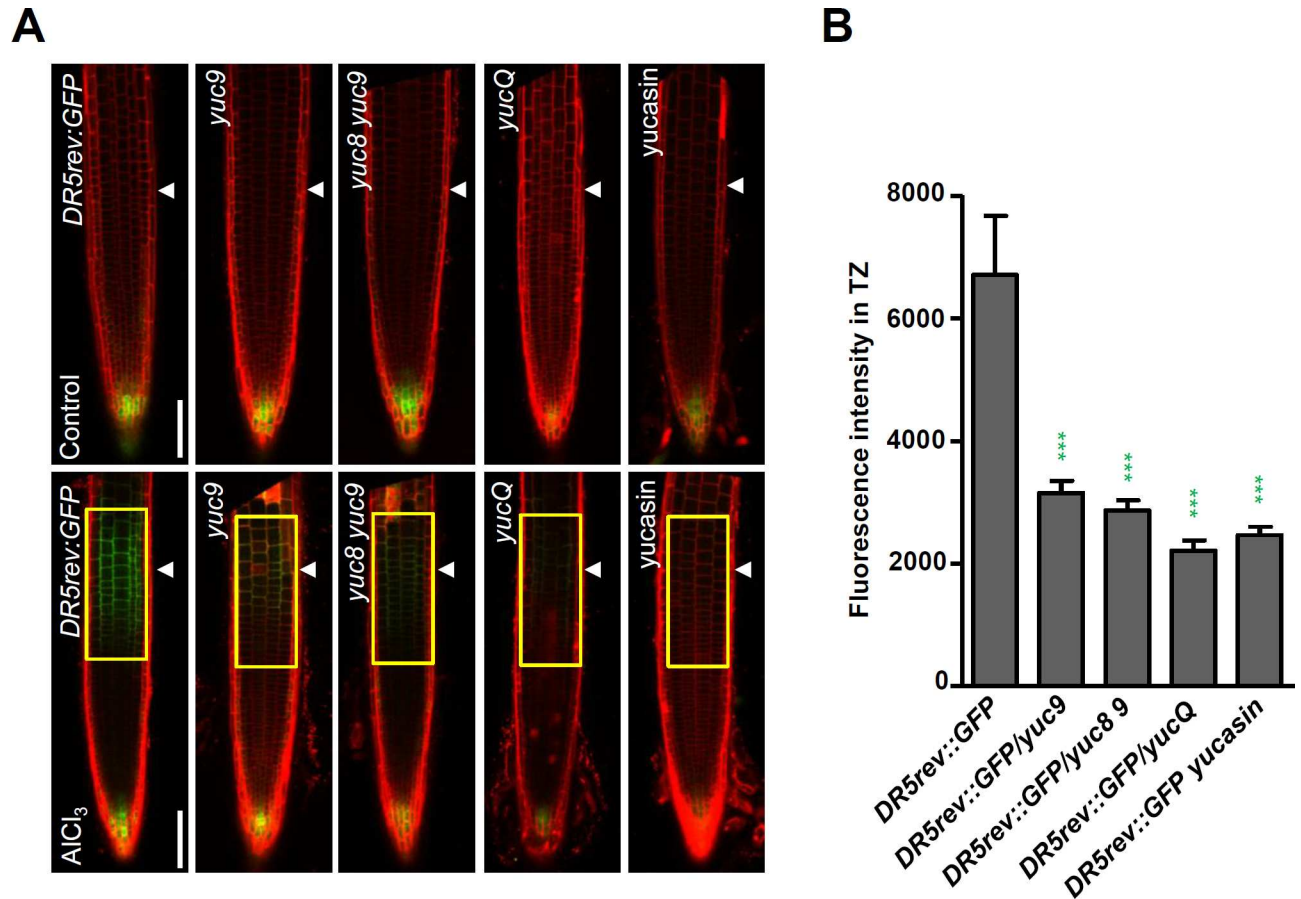 A
DR5rev:GFP
yuc9
yuc8 yuc9
yucQ
yucasin
Control
DR5rev:GFP
yuc9
yuc8 yuc9
yucQ
yucasin
AlCl₃
B
Fluorescence intensity in TZ
8000
6000
4000
2000
0
***
***
***
***
DR5rev::GFP
DR5rev::GFP/yuc9
DR5rev::GFP/yuc8 9
DR5rev::GFP/yucQ
DR5rev::GFP yucasin